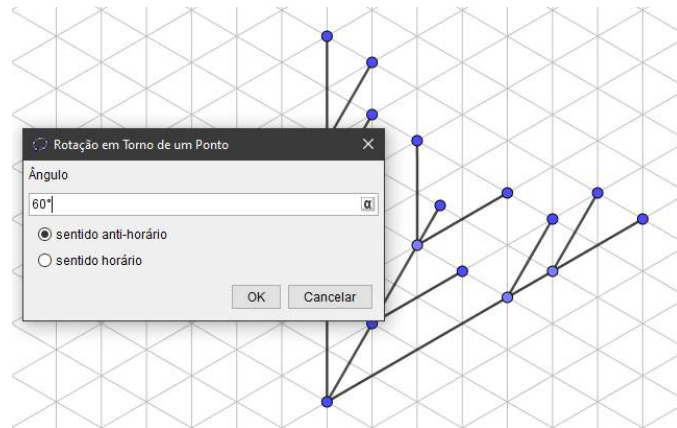 Rotação em Torno de um Ponto
Ângulo
60°
α
sentido anti-horário
sentido horário
OK
Cancelar